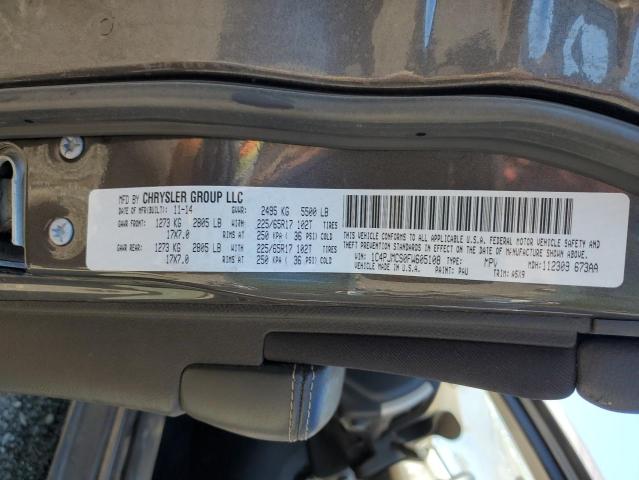 MFD BY CHRYSLER GROUP LLC
DATE OF MFR(BUILT): 11-14 GVWR: 2495 KG 5500 LB
GAWR FRONT: 1273 KG 2805 LB WITH 225/65R17 102T TIRES
17X7.0 RIMS AT 250 KPA ( 36 PSI) COLD
GAWR REAR: 1273 KG 2805 LB WITH 225/65R17 102T TIRES
17X7.0 RIMS AT 250 KPA ( 36 PSI) COLD
THIS VEHICLE CONFORMS TO ALL APPLICABLE U.S.A. FEDERAL MOTOR VEHICLE SAFETY AND
THEFT PREVENTION STANDARDS IN EFFECT ON THE DATE OF MANUFACTURE SHOWN ABOVE.
VIN: 1C4PJMCS0FW605108 TYPE: MPV MDH: 112303 673AA
VEHICLE MADE IN U.S.A. PAINT: PAU TRIM: A5X9